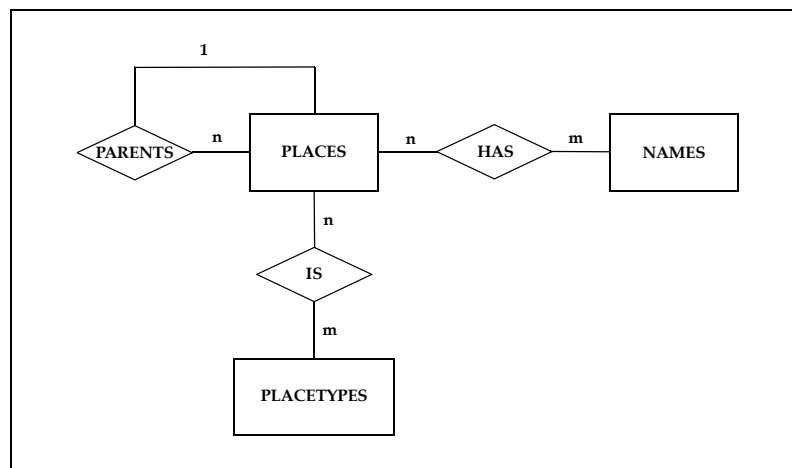 1
PARENTS
n
PLACES
n
HAS
m
NAMES
n
IS
m
PLACETYPES